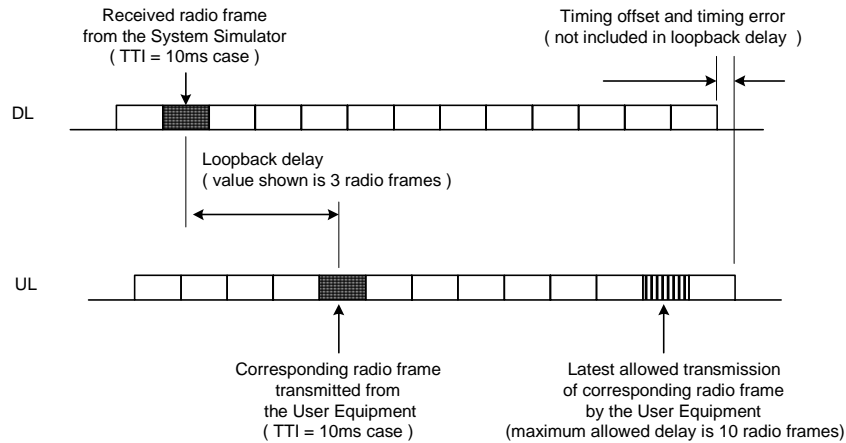 Received radio frame
from the System Simulator
( TTI = 10ms case )
Timing offset and timing error
( not included in loopback delay )
DL
Loopback delay
( value shown is 3 radio frames )
UL
Corresponding radio frame
transmitted from
the User Equipment
( TTI = 10ms case )
Latest allowed transmission
of corresponding radio frame
by the User Equipment
(maximum allowed delay is 10 radio frames)